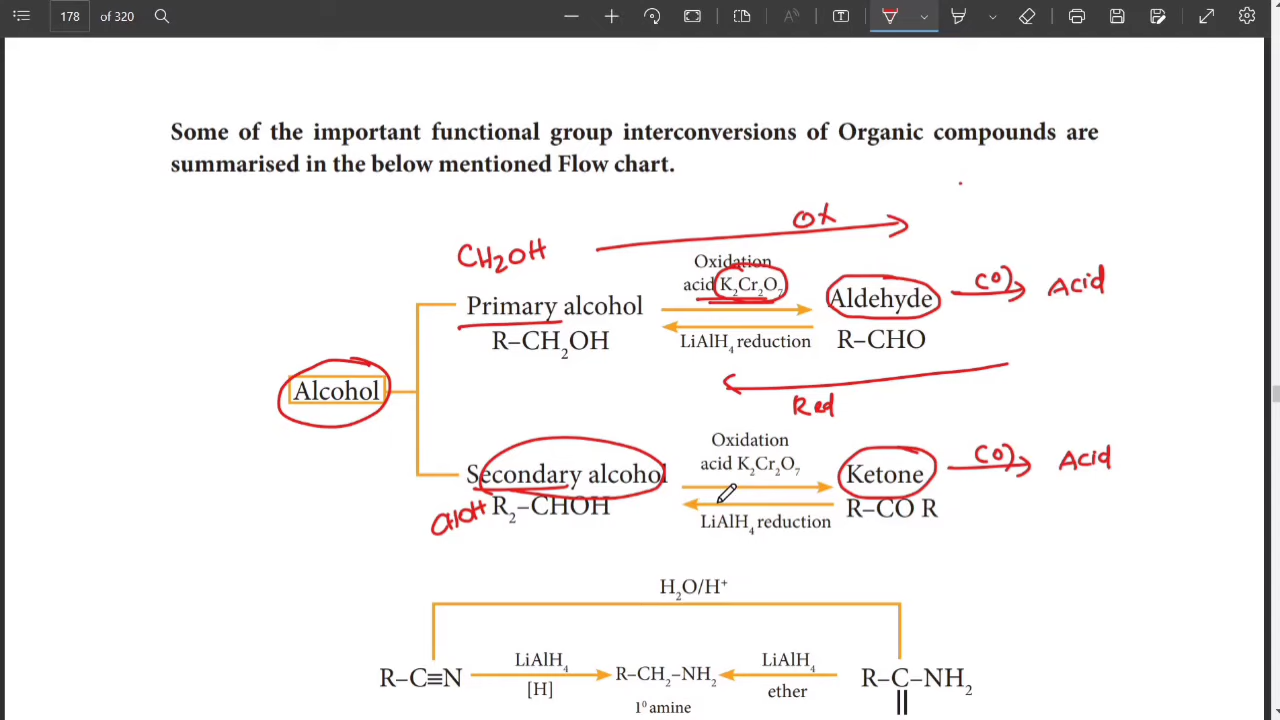 178 of 320
Some of the important functional group interconversions of Organic compounds are
summarised in the below mentioned Flow chart.
OX
CH2OH
Oxidation
acid K₂Cr₂O₇
Primary alcohol
Aldehyde
(O)
Acid
R–CH₂OH
LiAlH₄ reduction
R–CHO
Alcohol
Red
Oxidation
acid K₂Cr₂O₇
Secondary alcohol
Ketone
(O)
Acid
CHOH
R₂–CHOH
LiAlH₄ reduction
R–CO R
H₂O/H⁺
R–C≡N
LiAlH₄
[H]
R–CH₂–NH₂
1⁰ amine
LiAlH₄
ether
R–C–NH₂